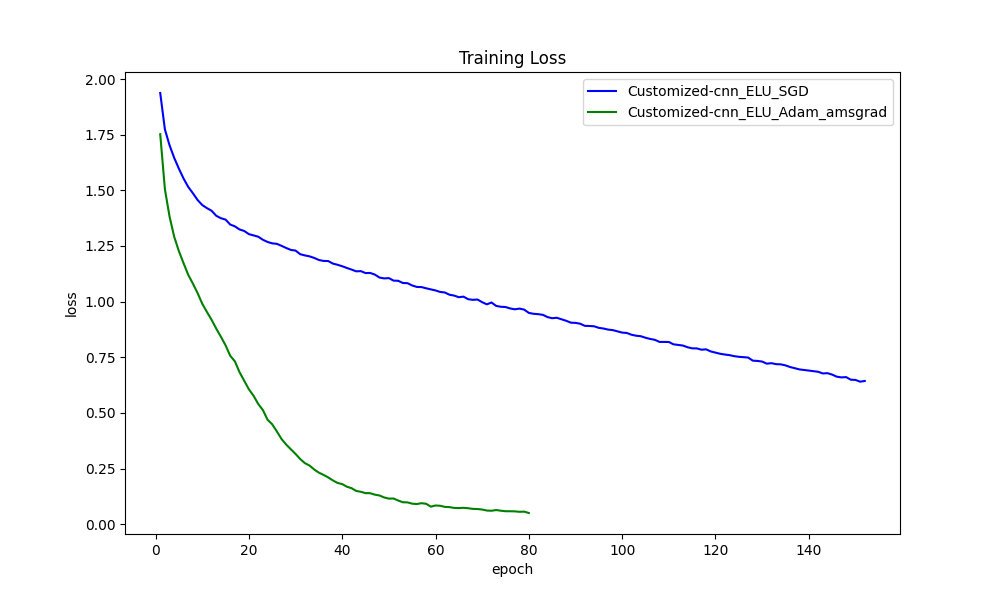 Training Loss
Customized-cnn_ELU_SGD
Customized-cnn_ELU_Adam_amsgrad
loss
2.00
1.75
1.50
1.25
1.00
0.75
0.50
0.25
0.00
0 20 40 60 80 100 120 140
epoch